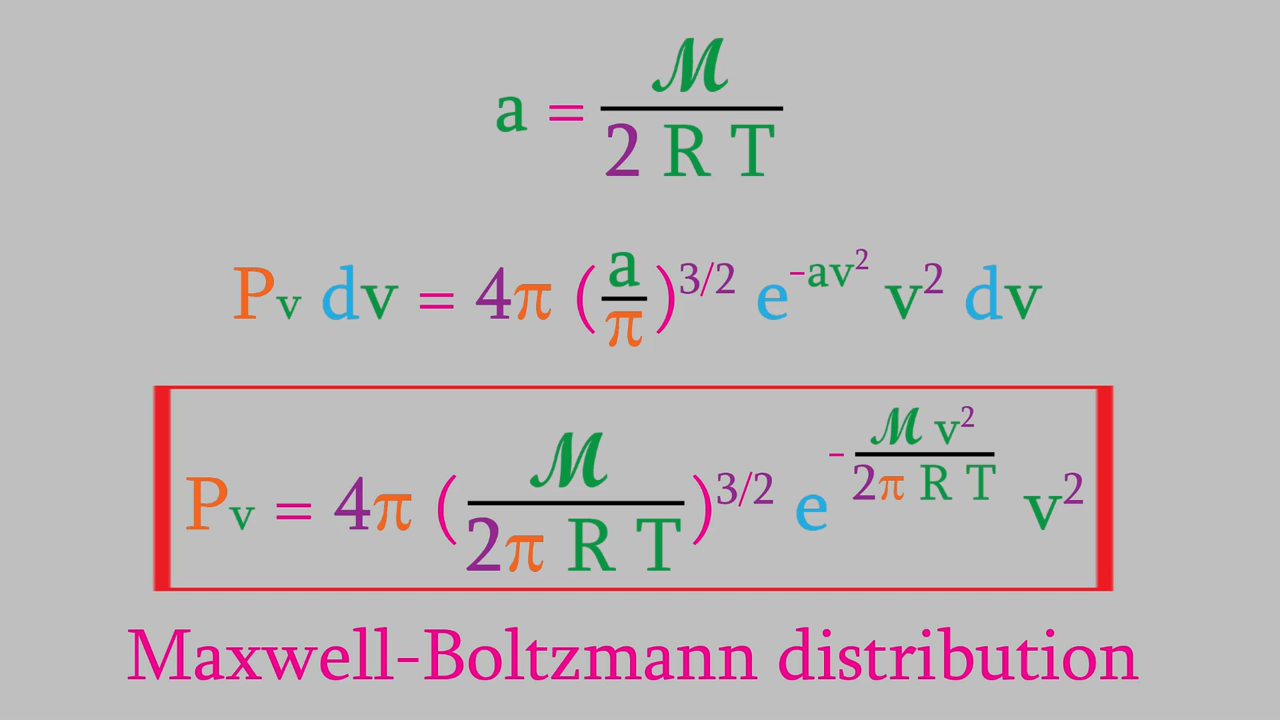 a = ℳ / 2 R T
Pᵥ dv = 4π (a/π)^3/2 e^-av² v² dv
Pᵥ = 4π (ℳ / 2π R T)^3/2 e^-ℳ v² / 2π R T v²
Maxwell-Boltzmann distribution